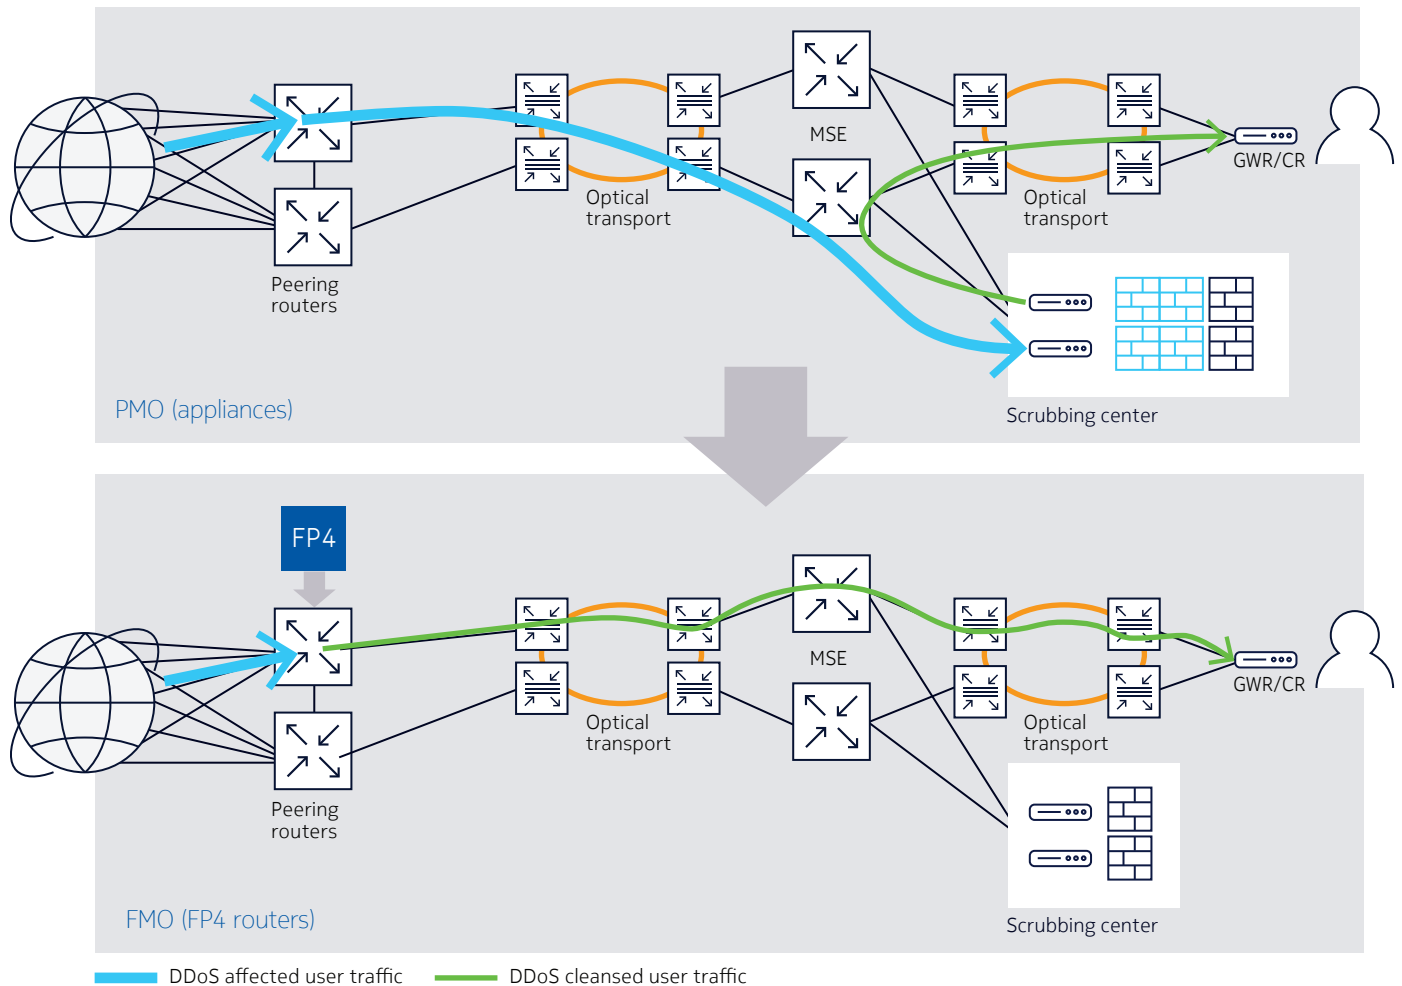 MSE
GWR/CR
Optical
transport
Optical
transport
Peering
routers
PMO (appliances)
Scrubbing center
FP4
MSE
GWR/CR
Optical
transport
Optical
transport
Peering
routers
FMO (FP4 routers)
Scrubbing center
DDoS affected user traffic
DDoS cleansed user traffic